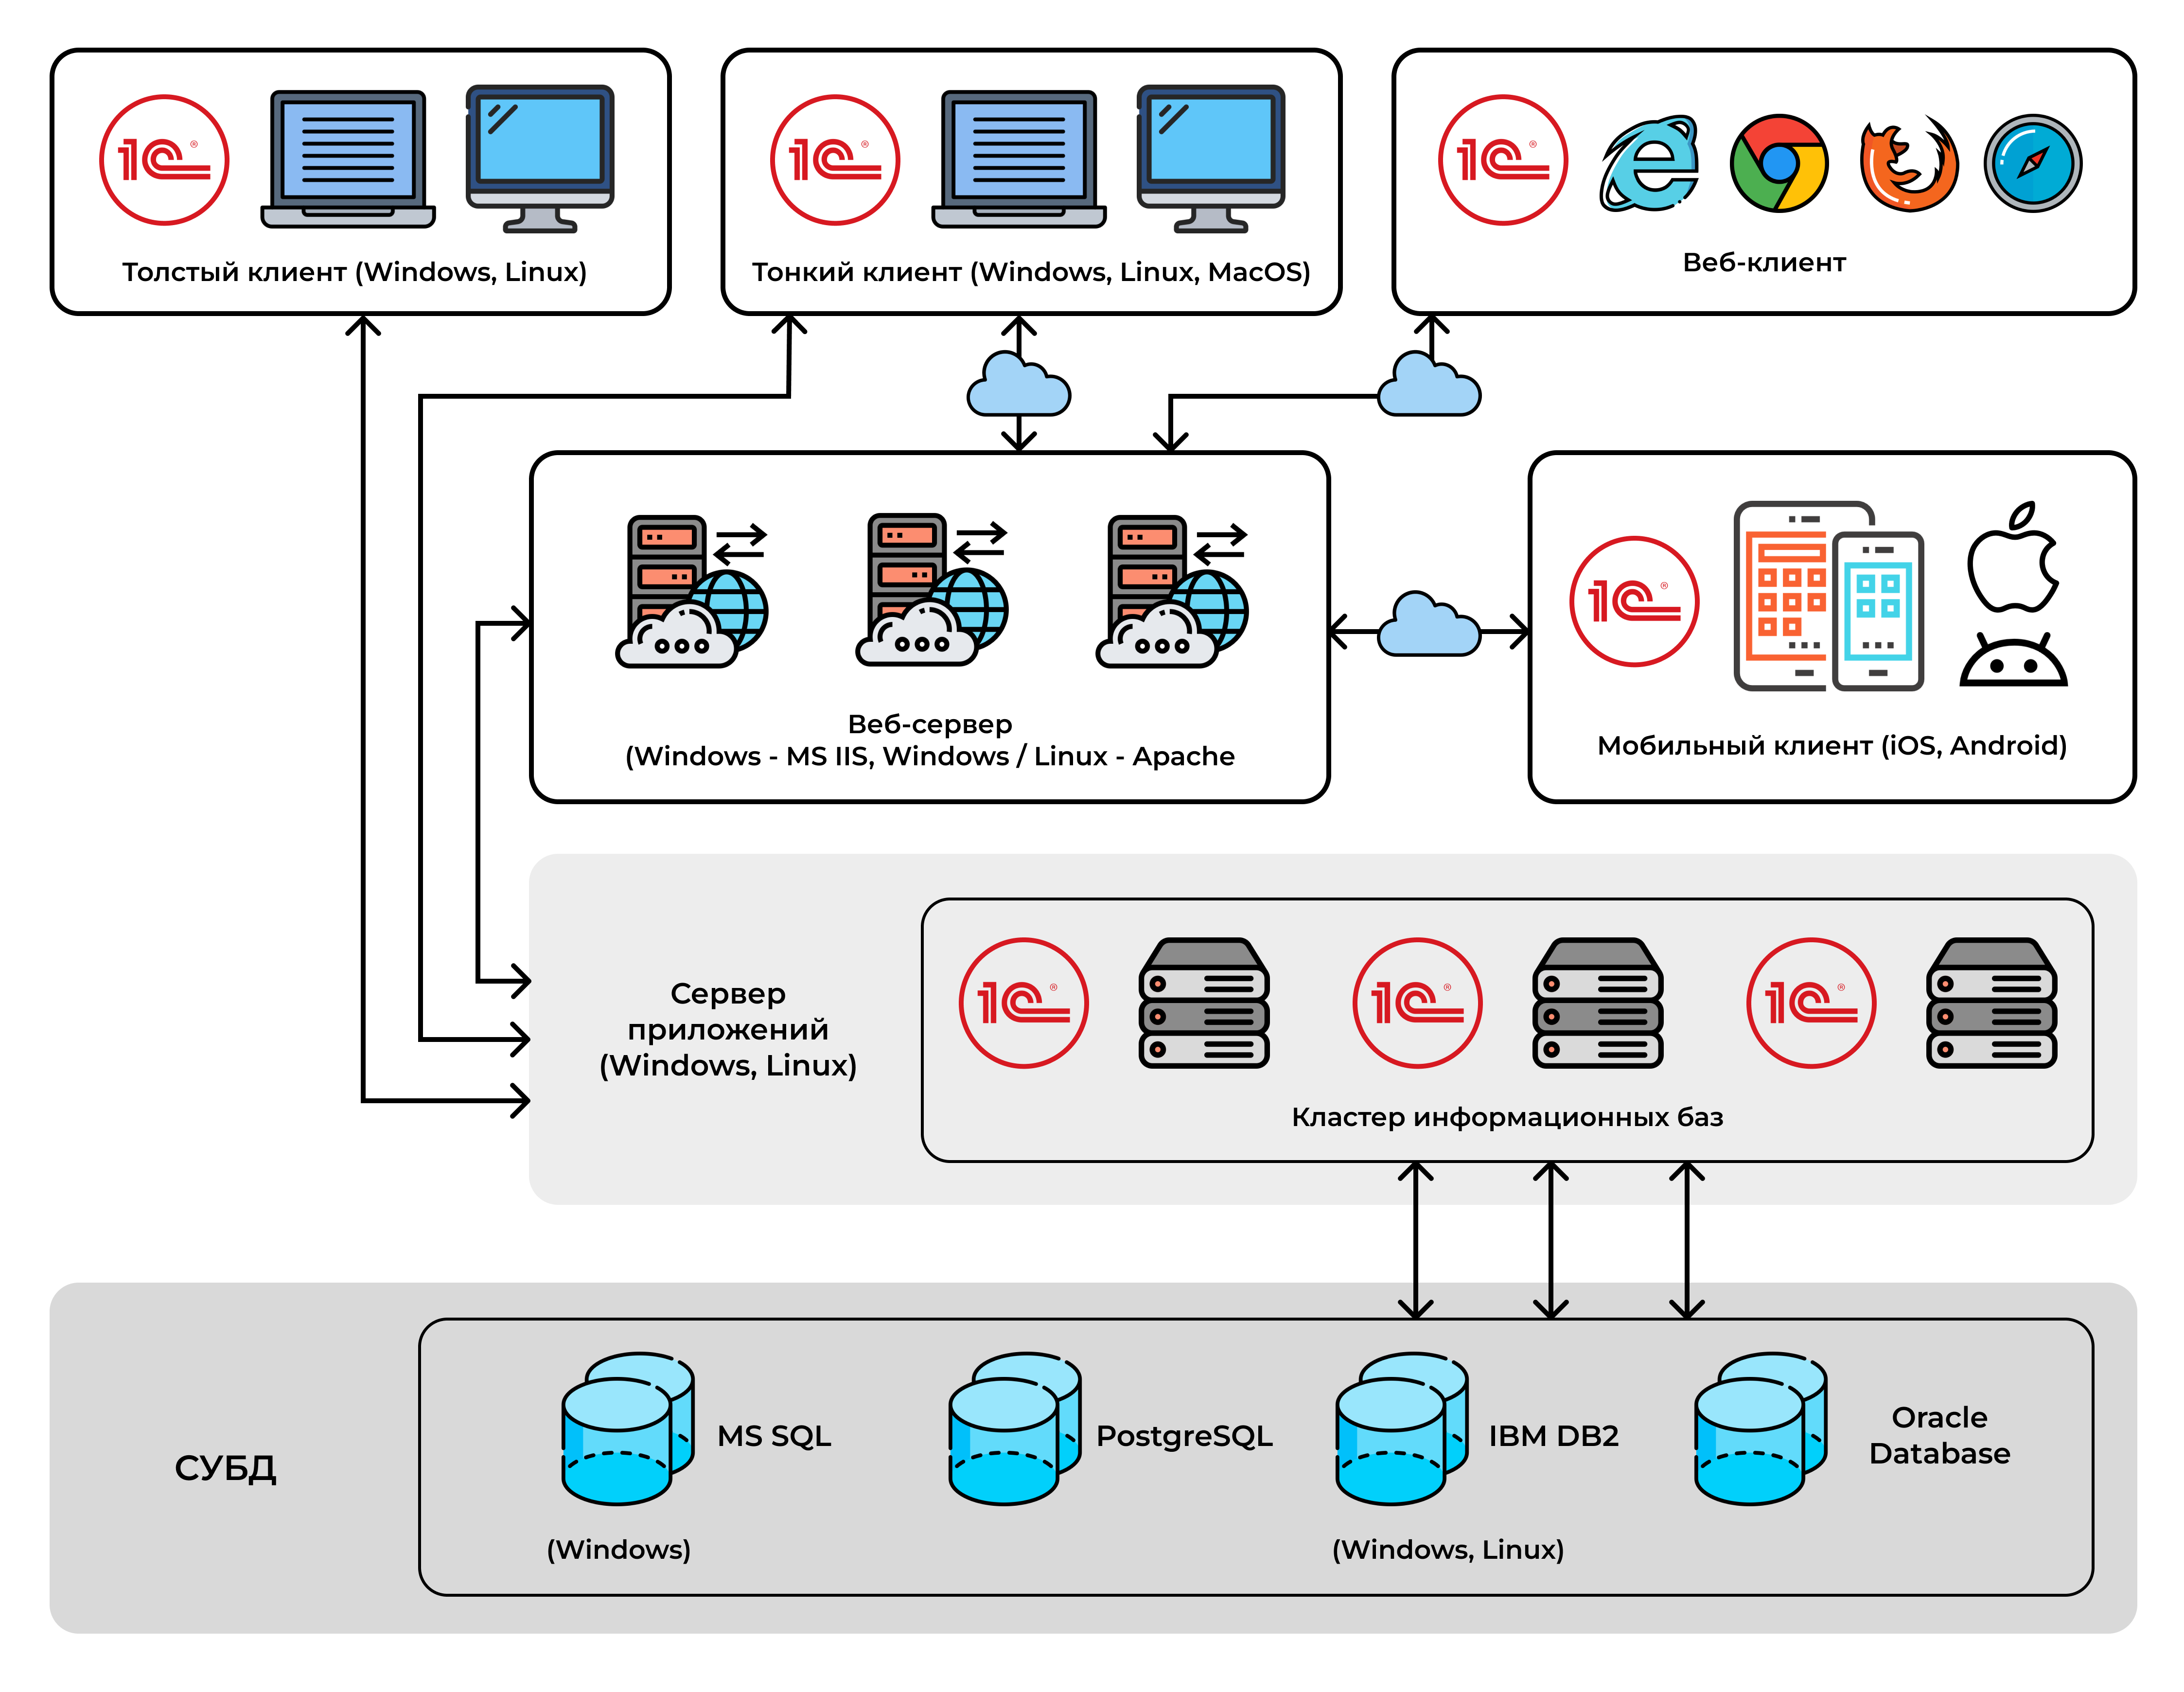 1С®
Толстый клиент (Windows, Linux)
1С®
Тонкий клиент (Windows, Linux, MacOS)
1С®
Веб-клиент
Веб-сервер
(Windows - MS IIS, Windows / Linux - Apache
1С®
Мобильный клиент (iOS, Android)
Сервер
приложений
(Windows, Linux)
1С®
1С®
1С®
Кластер информационных баз
СУБД
MS SQL
PostgreSQL
IBM DB2
Oracle
Database
(Windows)
(Windows, Linux)